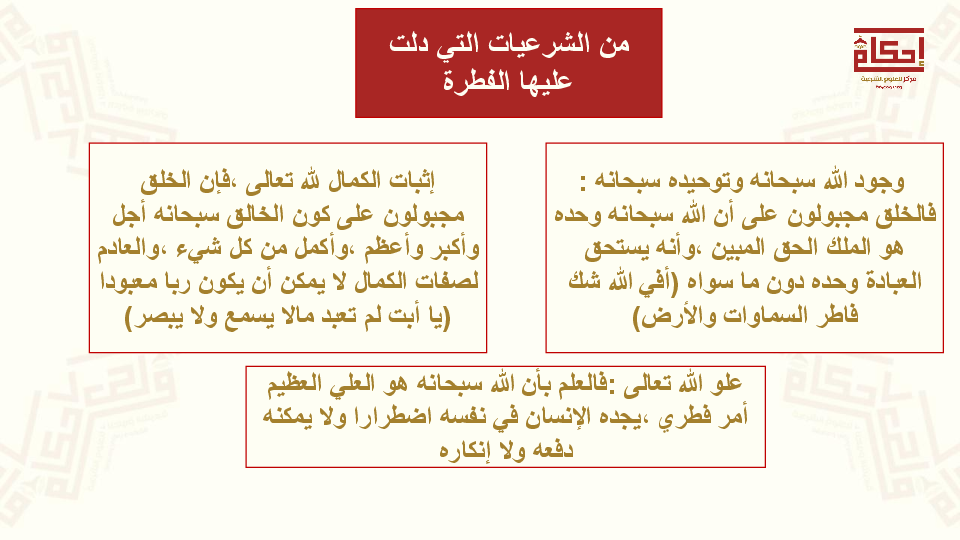 من الشرعيات التي دلت
عليها الفطرة
إحكام
مركز للعلوم الشرعية
وجود الله سبحانه وتوحيده سبحانه :
فالخلق مجبولون على أن الله سبحانه وحده
هو الملك الحق المبين ،وأنه يستحق
العبادة وحده دون ما سواه (أفي الله شك
فاطر السماوات والأرض)
إثبات الكمال لله تعالى ،فإن الخلق
مجبولون على كون الخالق سبحانه أجل
وأكبر وأعظم ،وأكمل من كل شيء ،والعادم
لصفات الكمال لا يمكن أن يكون ربا معبودا
(يا أبت لم تعبد مالا يسمع ولا يبصر)
علو الله تعالى :فالعلم بأن الله سبحانه هو العلي العظيم
أمر فطري ،يجده الإنسان في نفسه اضطرارا ولا يمكنه
دفعه ولا إنكاره